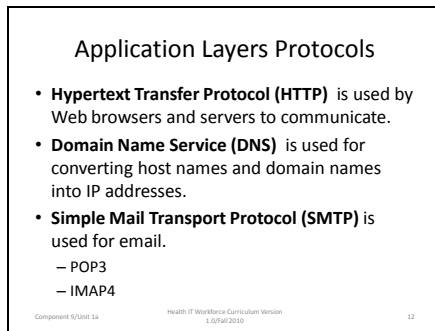 Application Layers Protocols
• Hypertext Transfer Protocol (HTTP) is used by
Web browsers and servers to communicate.
• Domain Name Service (DNS) is used for
converting host names and domain names
into IP addresses.
• Simple Mail Transport Protocol (SMTP) is
used for email.
– POP3
– IMAP4
Component 9/Unit 1a
Health IT Workforce Curriculum Version
1.0/Fall 2010
12